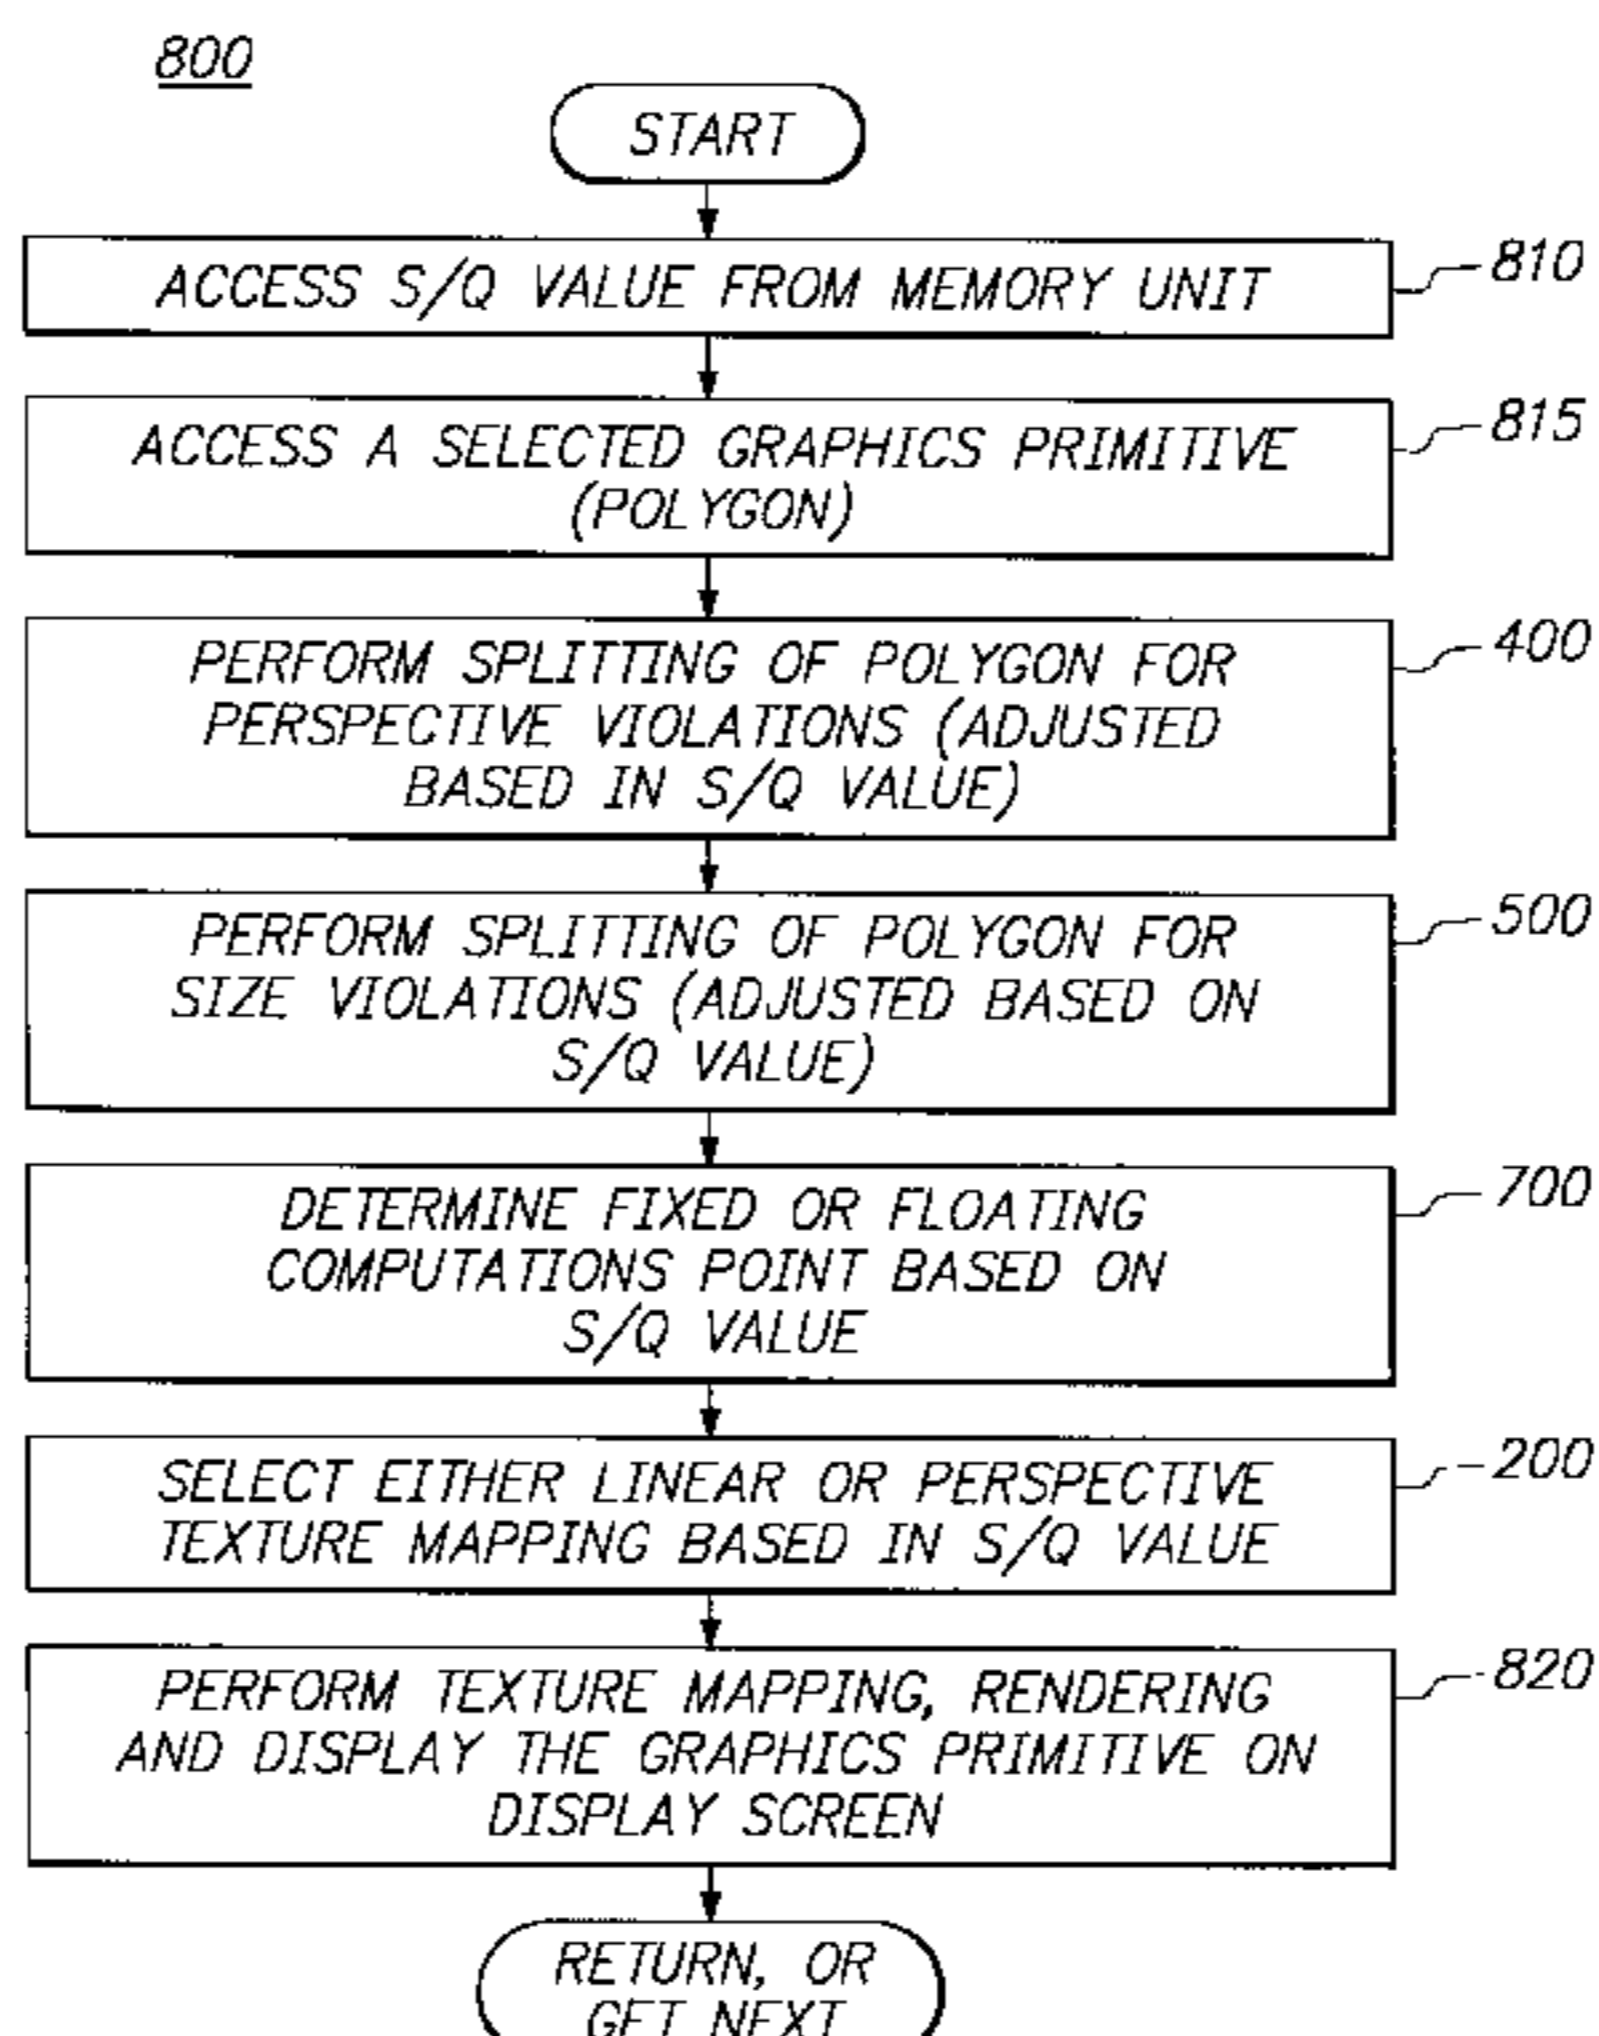 800
START
ACCESS S/Q VALUE FROM MEMORY UNIT
810
ACCESS A SELECTED GRAPHICS PRIMITIVE
(POLYGON)
815
PERFORM SPLITTING OF POLYGON FOR
PERSPECTIVE VIOLATIONS (ADJUSTED
BASED IN S/Q VALUE)
400
PERFORM SPLITTING OF POLYGON FOR
SIZE VIOLATIONS (ADJUSTED BASED ON
S/Q VALUE)
500
DETERMINE FIXED OR FLOATING
COMPUTATIONS POINT BASED ON
S/Q VALUE
700
SELECT EITHER LINEAR OR PERSPECTIVE
TEXTURE MAPPING BASED IN S/Q VALUE
200
PERFORM TEXTURE MAPPING, RENDERING
AND DISPLAY THE GRAPHICS PRIMITIVE ON
DISPLAY SCREEN
820
RETURN, OR
GET NEXT